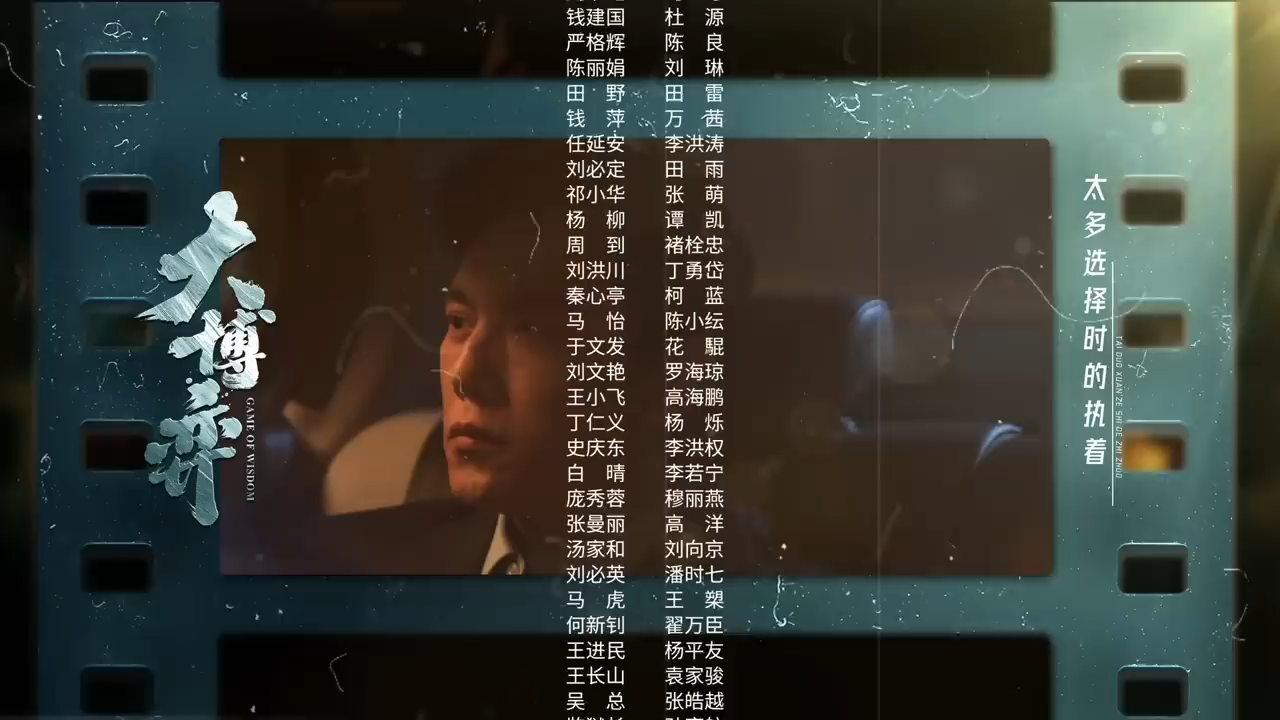 钱建国 杜源
严格辉 陈良
陈丽娟 刘琳
田野 田雷
钱萍 万茜
任延安 李洪涛
刘必定 田雨
祁小华 张萌
杨柳 谭凯
周到 褚栓忠
刘洪川 丁勇岱
秦心亭 柯蓝
马怡 陈小纭
于文发 花騉
刘文艳 罗海琼
王小飞 高海鹏
丁仁义 杨烁
史庆东 李洪权
白晴 李若宁
庞秀蓉 穆丽燕
张曼丽 高洋
汤家和 刘向京
刘必英 潘时七
马虎 王槊
何新钊 翟万臣
王进民 杨平友
王长山 袁家骏
吴总 张皓越
大博弈
GAME OF WISDOM
太多选择时的执着
TAI DUO XUAN ZE SHI DE ZHI ZHUO